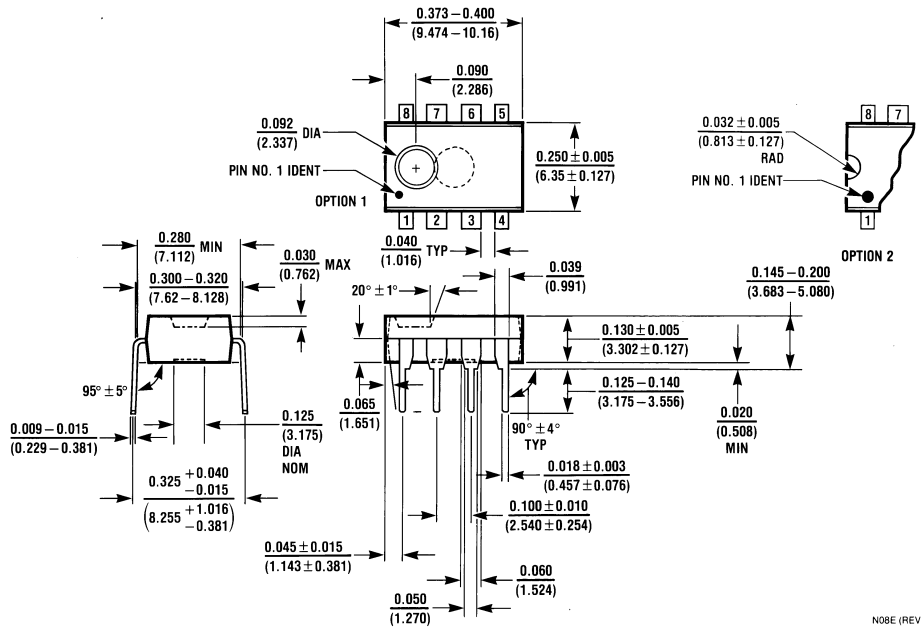 0.373 – 0.400
(9.474 – 10.16)
0.090
(2.286)
8 7 6 5
0.092 DIA
(2.337)
PIN NO. 1 IDENT
OPTION 1
0.250 ± 0.005
(6.35 ± 0.127)
1 2 3 4
8 7
0.032 ± 0.005
(0.813 ± 0.127)
RAD
PIN NO. 1 IDENT
1
OPTION 2
0.280 MIN
(7.112)
0.030 MAX
(0.762)
0.300 – 0.320
(7.62 – 8.128)
0.040 TYP
(1.016)
0.039
(0.991)
20° ± 1°
0.145 – 0.200
(3.683 – 5.080)
0.130 ± 0.005
(3.302 ± 0.127)
0.125 – 0.140
(3.175 – 3.556)
0.020
(0.508)
MIN
95° ± 5°
0.065
(1.651)
90° ± 4°
TYP
0.009 – 0.015
(0.229 – 0.381)
0.125
(3.175)
DIA
NOM
0.018 ± 0.003
(0.457 ± 0.076)
0.325 +0.040
−0.015
(8.255 +1.016
−0.381)
0.100 ± 0.010
(2.540 ± 0.254)
0.045 ± 0.015
(1.143 ± 0.381)
0.060
(1.524)
0.050
(1.270)
N08E (REV